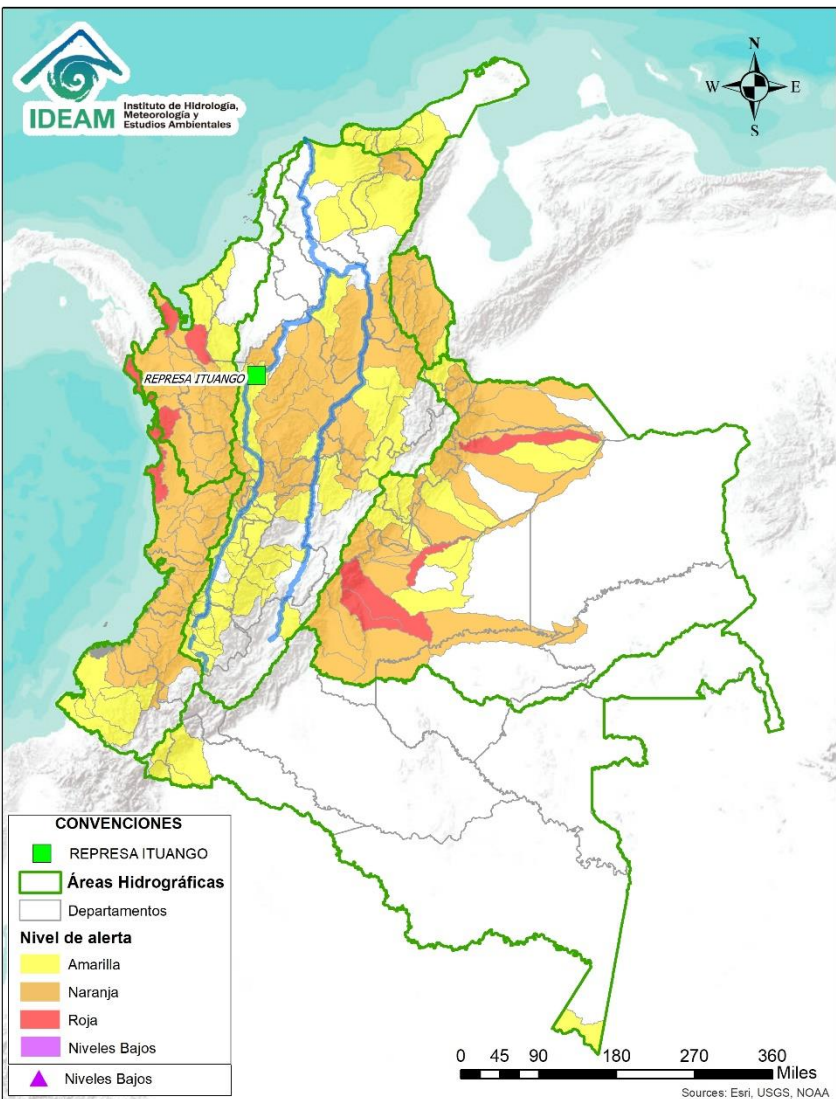 IDEAM
Instituto de Hidrología,
Meteorología y
Estudios Ambientales
N
W
E
S
REPRESA ITUANGO
CONVENCIONES
REPRESA ITUANGO
Áreas Hidrográficas
Departamentos
Nivel de alerta
Amarilla
Naranja
Roja
Niveles Bajos
Niveles Bajos
0 45 90 180 270 360
Miles
Sources: Esri, USGS, NOAA